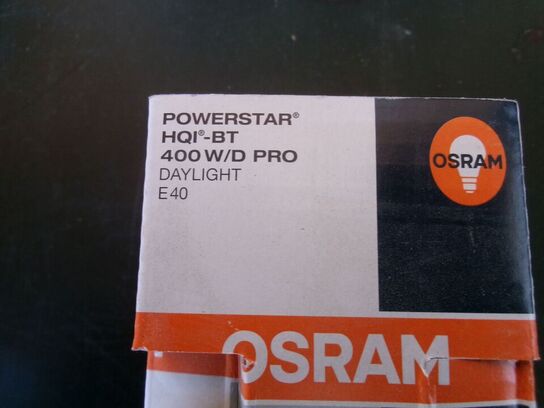 POWERSTAR®
HQI®-BT
400 W/D PRO
DAYLIGHT
E40
OSRAM
OSRAM